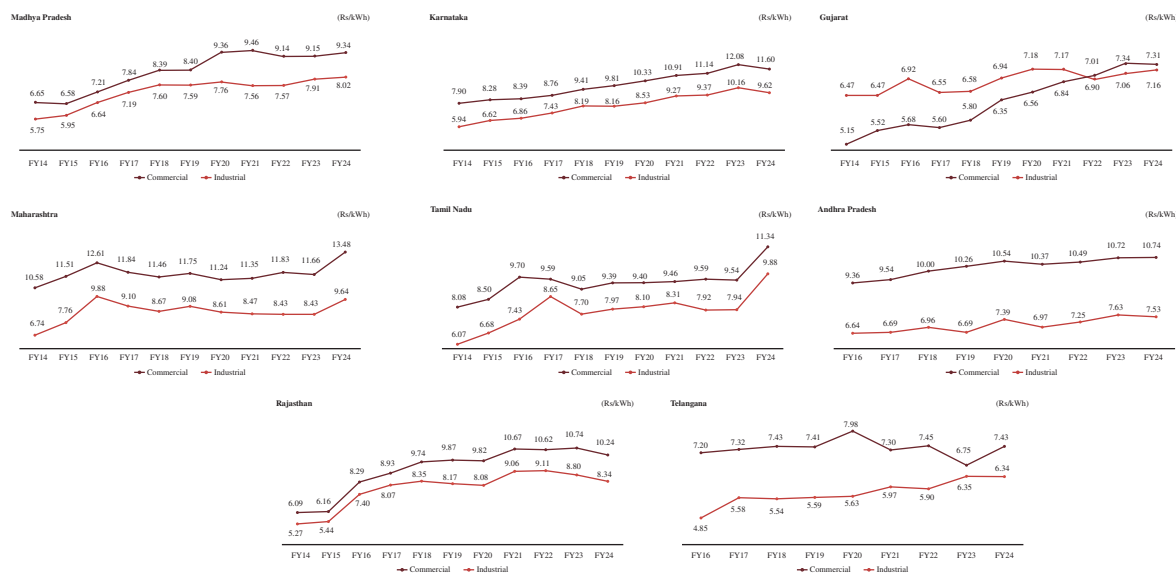 Madhya Pradesh (Rs/kWh)
6.65 6.58 7.21 7.84 8.39 8.40 9.36 9.46 9.14 9.15 9.34
5.75 5.95 6.64 7.19 7.60 7.59 7.76 7.56 7.57 7.91 8.02
FY14 FY15 FY16 FY17 FY18 FY19 FY20 FY21 FY22 FY23 FY24
Commercial Industrial
Karnataka (Rs/kWh)
7.90 8.28 8.39 8.76 9.41 9.81 10.33 10.91 11.14 12.08 11.60
5.94 6.62 6.86 7.43 8.19 8.16 8.53 9.27 9.37 10.16 9.62
FY14 FY15 FY16 FY17 FY18 FY19 FY20 FY21 FY22 FY23 FY24
Commercial Industrial
Gujarat (Rs/kWh)
6.47 6.47 6.92 6.55 6.58 6.94 7.18 7.17 7.01 7.34 7.31
5.15 5.52 5.68 5.60 5.80 6.35 6.56 6.84 6.90 7.06 7.16
FY14 FY15 FY16 FY17 FY18 FY19 FY20 FY21 FY22 FY23 FY24
Commercial Industrial
Maharashtra (Rs/kWh)
10.58 11.51 12.61 11.84 11.46 11.75 11.24 11.35 11.83 11.66 13.48
6.74 7.76 9.88 9.10 8.67 9.08 8.61 8.47 8.43 8.43 9.64
FY14 FY15 FY16 FY17 FY18 FY19 FY20 FY21 FY22 FY23 FY24
Commercial Industrial
Tamil Nadu (Rs/kWh)
8.08 8.50 9.70 9.59 9.05 9.39 9.40 9.46 9.59 9.54 11.34
6.07 6.68 7.43 8.65 7.70 7.97 8.10 8.31 7.92 7.94 9.88
FY14 FY15 FY16 FY17 FY18 FY19 FY20 FY21 FY22 FY23 FY24
Commercial Industrial
Andhra Pradesh (Rs/kWh)
9.36 9.54 10.00 10.26 10.54 10.37 10.49 10.72 10.74
6.64 6.69 6.96 6.69 7.39 6.97 7.25 7.63 7.53
FY16 FY17 FY18 FY19 FY20 FY21 FY22 FY23 FY24
Commercial Industrial
Rajasthan (Rs/kWh)
6.09 6.16 8.29 8.93 9.74 9.87 9.82 10.67 10.62 10.74 10.24
5.27 5.44 7.40 8.07 8.35 8.17 8.08 9.06 9.11 8.80 8.34
FY14 FY15 FY16 FY17 FY18 FY19 FY20 FY21 FY22 FY23 FY24
Commercial Industrial
Telangana (Rs/kWh)
7.20 7.32 7.43 7.41 7.98 7.30 7.45 6.75 7.43
4.85 5.58 5.54 5.59 5.63 5.97 5.90 6.35 6.34
FY16 FY17 FY18 FY19 FY20 FY21 FY22 FY23 FY24
Commercial Industrial